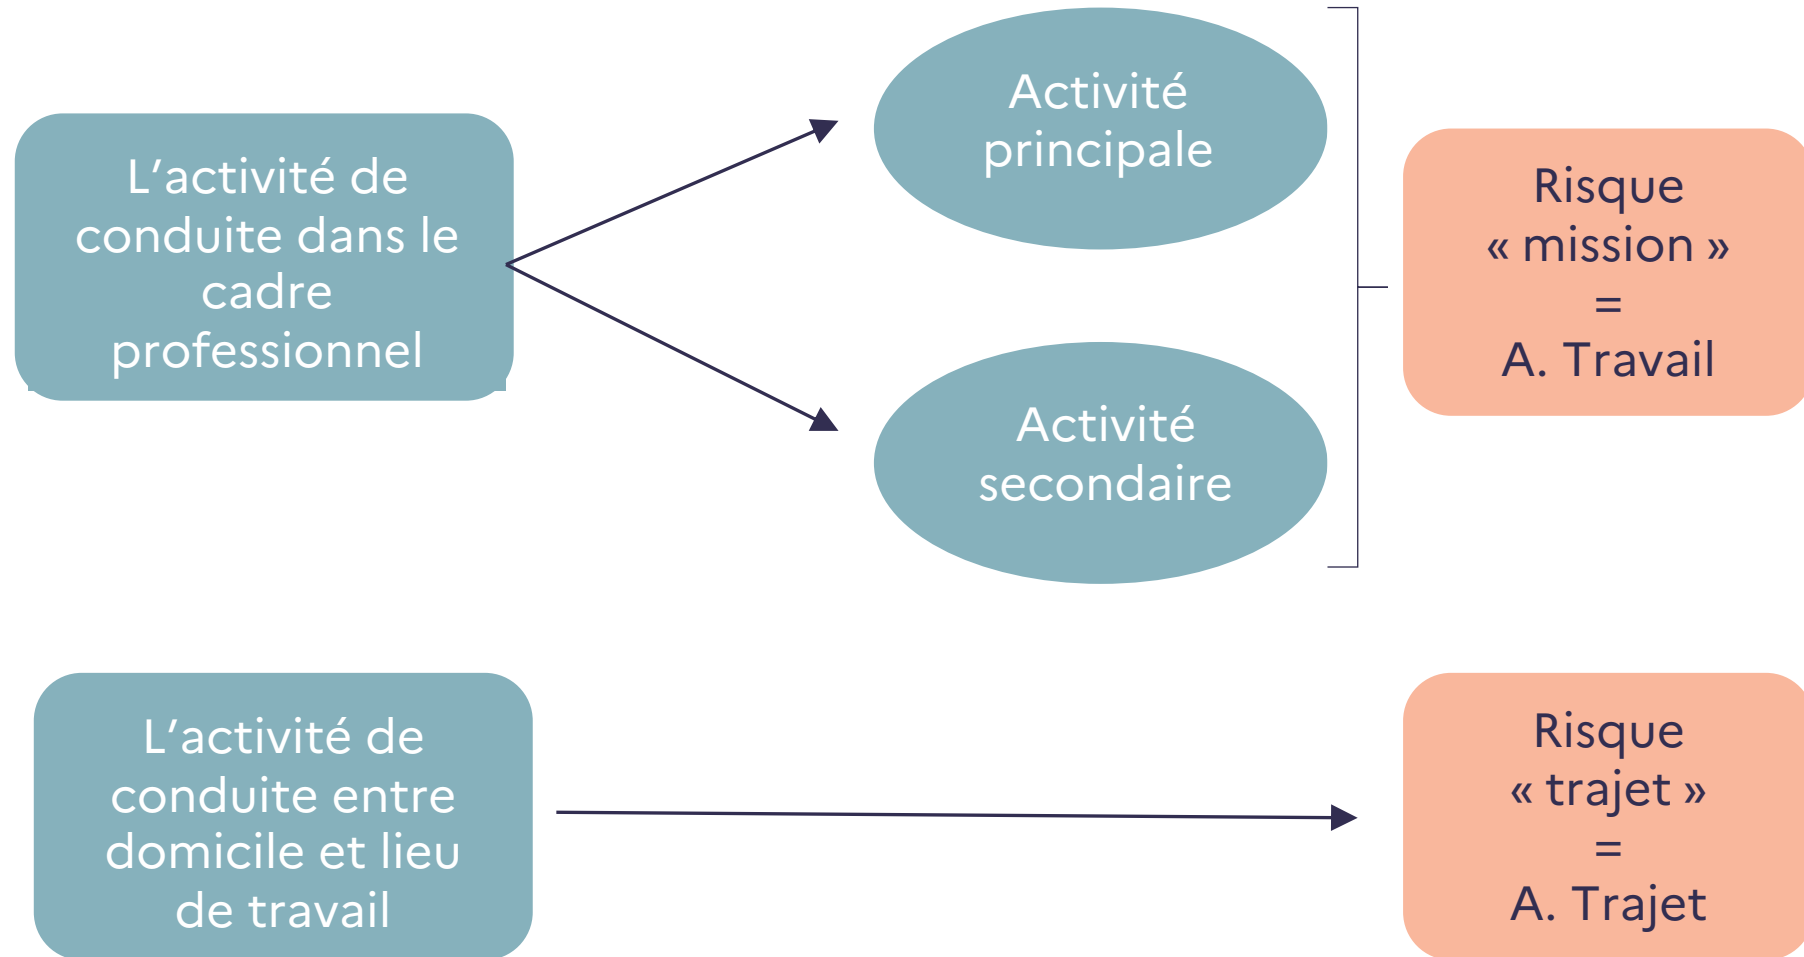 L’activité de
conduite dans le
cadre
professionnel
Activité
principale
Activité
secondaire
Risque
« mission »
=
A. Travail
L’activité de
conduite entre
domicile et lieu
de travail
Risque
« trajet »
=
A. Trajet